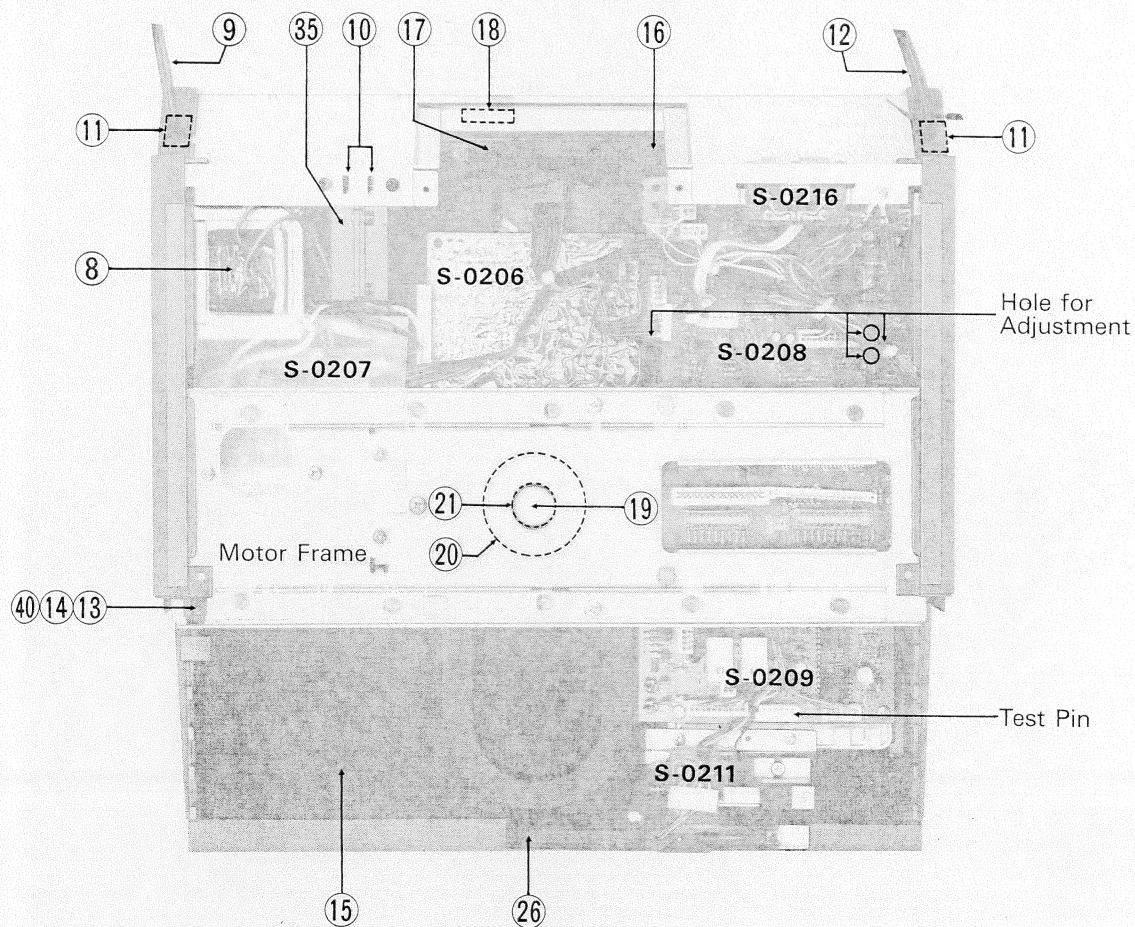 9 35 10 17 18 16 12
11 11
S-0216
8
S-0206
Hole for
Adjustment
S-0208
S-0207
21 19
20
Motor Frame
40 14 13
S-0209
Test Pin
S-0211
15 26